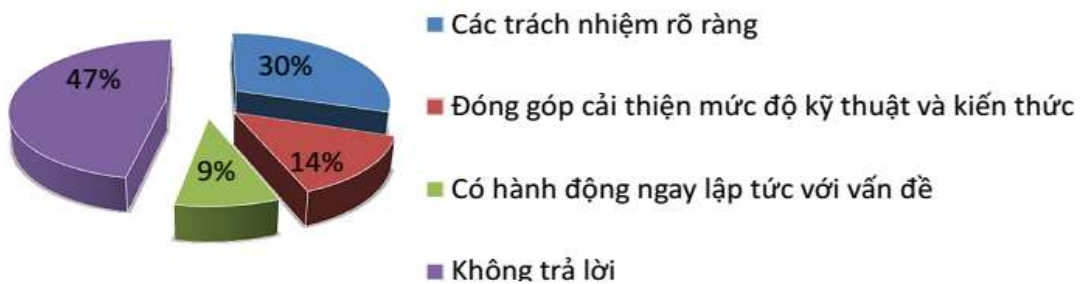 30%
47%
14%
9%
Các trách nhiệm rõ ràng
Đóng góp cải thiện mức độ kỹ thuật và kiến thức
Có hành động ngay lập tức với vấn đề
Không trả lời